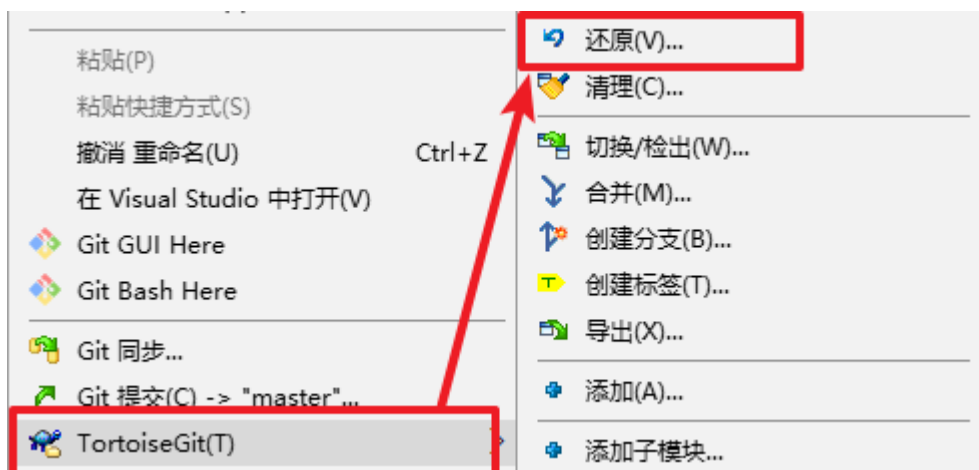 粘贴(P)
粘贴快捷方式(S)
撤消 重命名(U) Ctrl+Z
在 Visual Studio 中打开(V)
Git GUI Here
Git Bash Here
Git 同步...
Git 提交(C) -> "master"...
TortoiseGit(T)
还原(V)...
清理(C)...
切换/检出(W)...
合并(M)...
创建分支(B)...
创建标签(T)...
导出(X)...
添加(A)...
添加子模块...